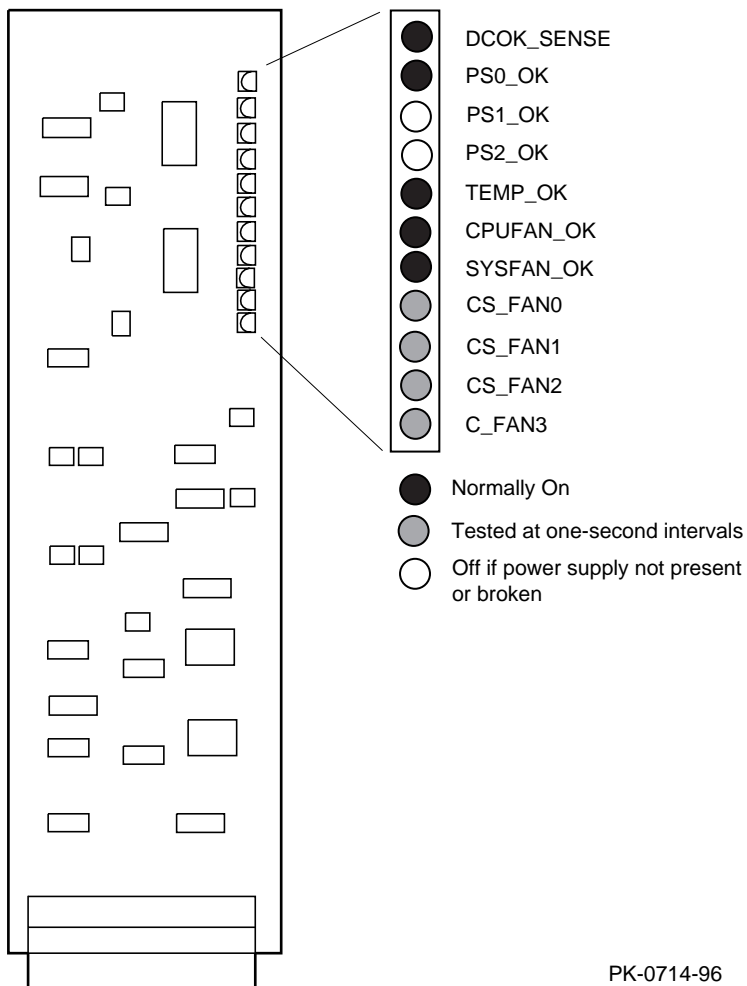 DCOK_SENSE
PS0_OK
PS1_OK
PS2_OK
TEMP_OK
CPUFAN_OK
SYSFAN_OK
CS_FAN0
CS_FAN1
CS_FAN2
C_FAN3
Normally On
Tested at one-second intervals
Off if power supply not present
or broken
PK-0714-96